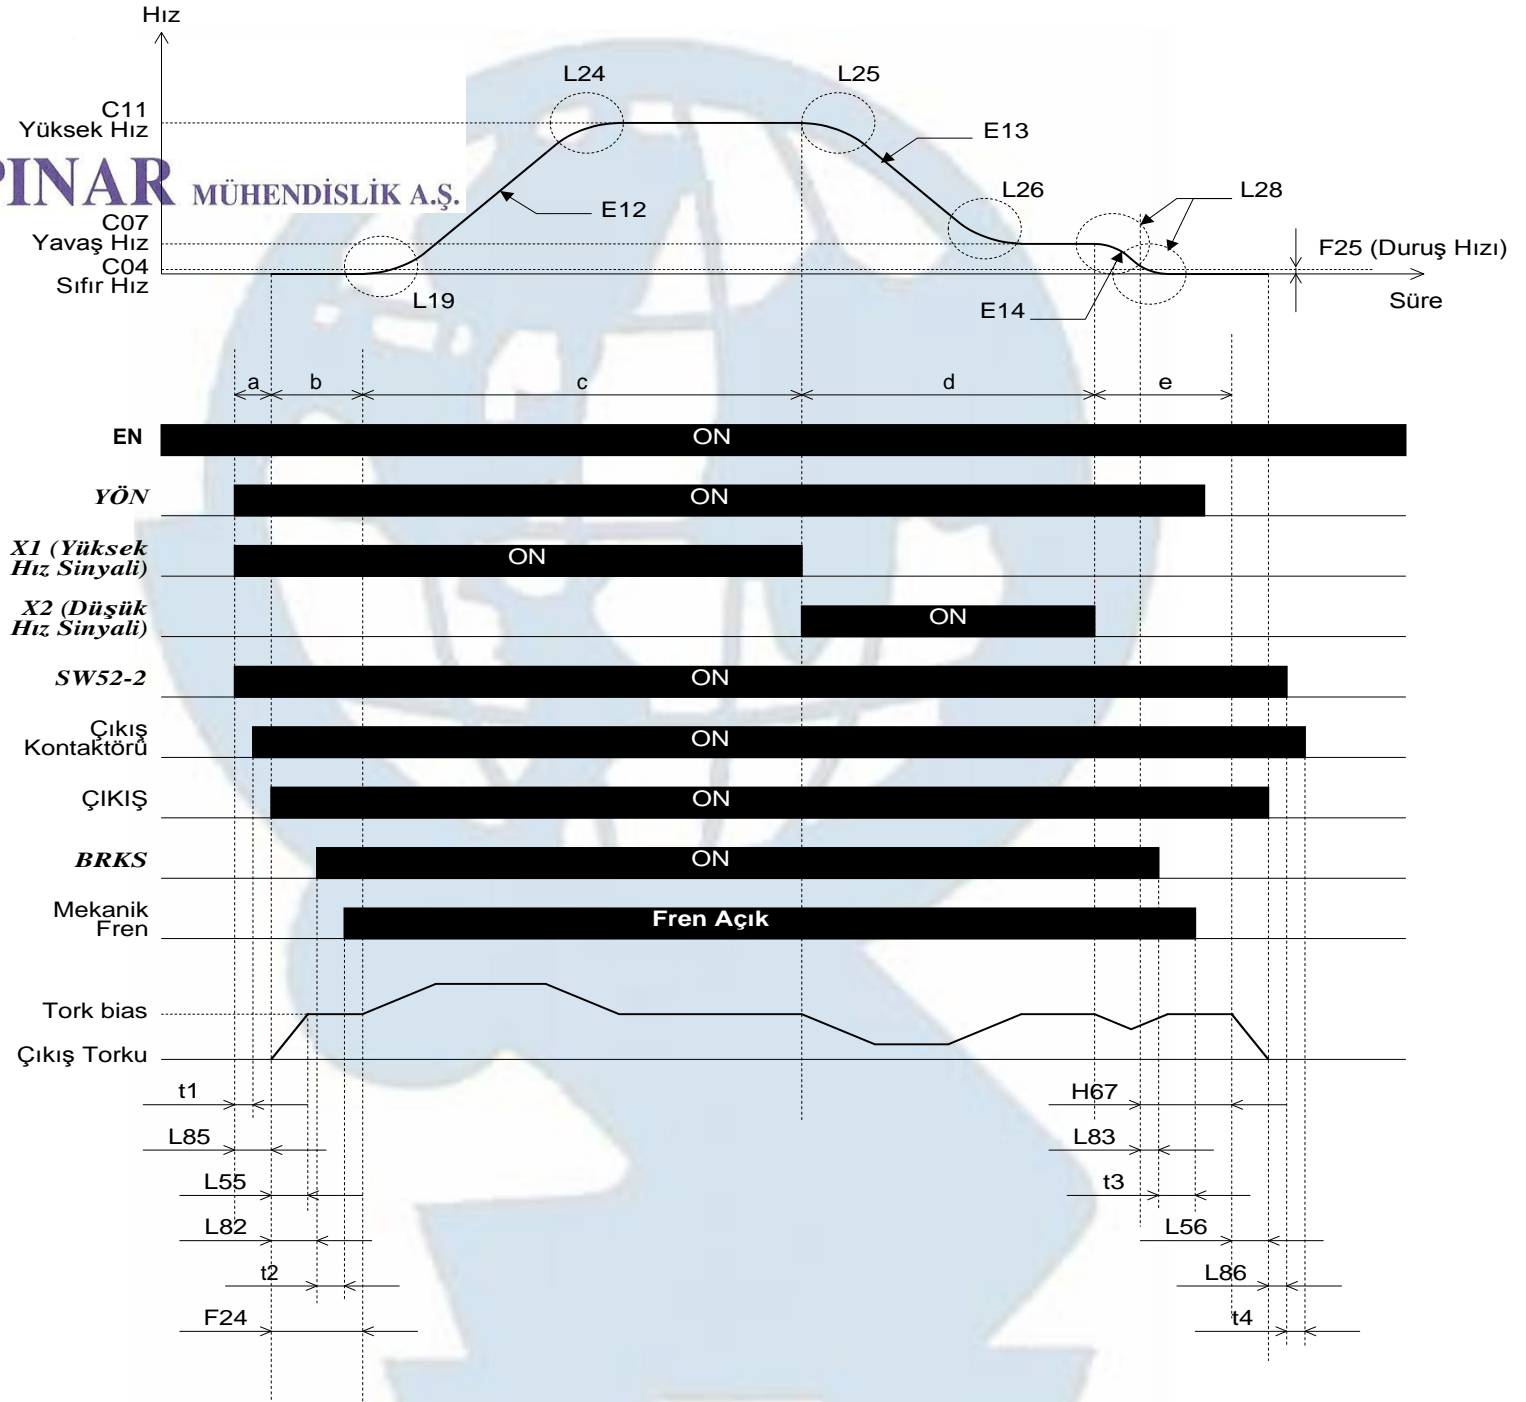 Hız
L24
L25
C11
Yüksek Hız
E13
PINAR MÜHENDİSLİK A.Ş.
L26
L28
E12
C07
Yavaş Hız
F25 (Duruş Hızı)
C04
Sıfır Hız
L19
E14
Süre
a b c d e
EN ON
YÖN ON
X1 (Yüksek
Hız Sinyali) ON
X2 (Düşük
Hız Sinyali) ON
SW52-2 ON
Çıkış
Kontaktörü ON
ÇIKIŞ ON
BRKS ON
Mekanik
Fren Fren Açık
Tork bias
Çıkış Torku
t1 H67
L85 L83
L55 t3
L82 L56
t2 L86
F24 t4